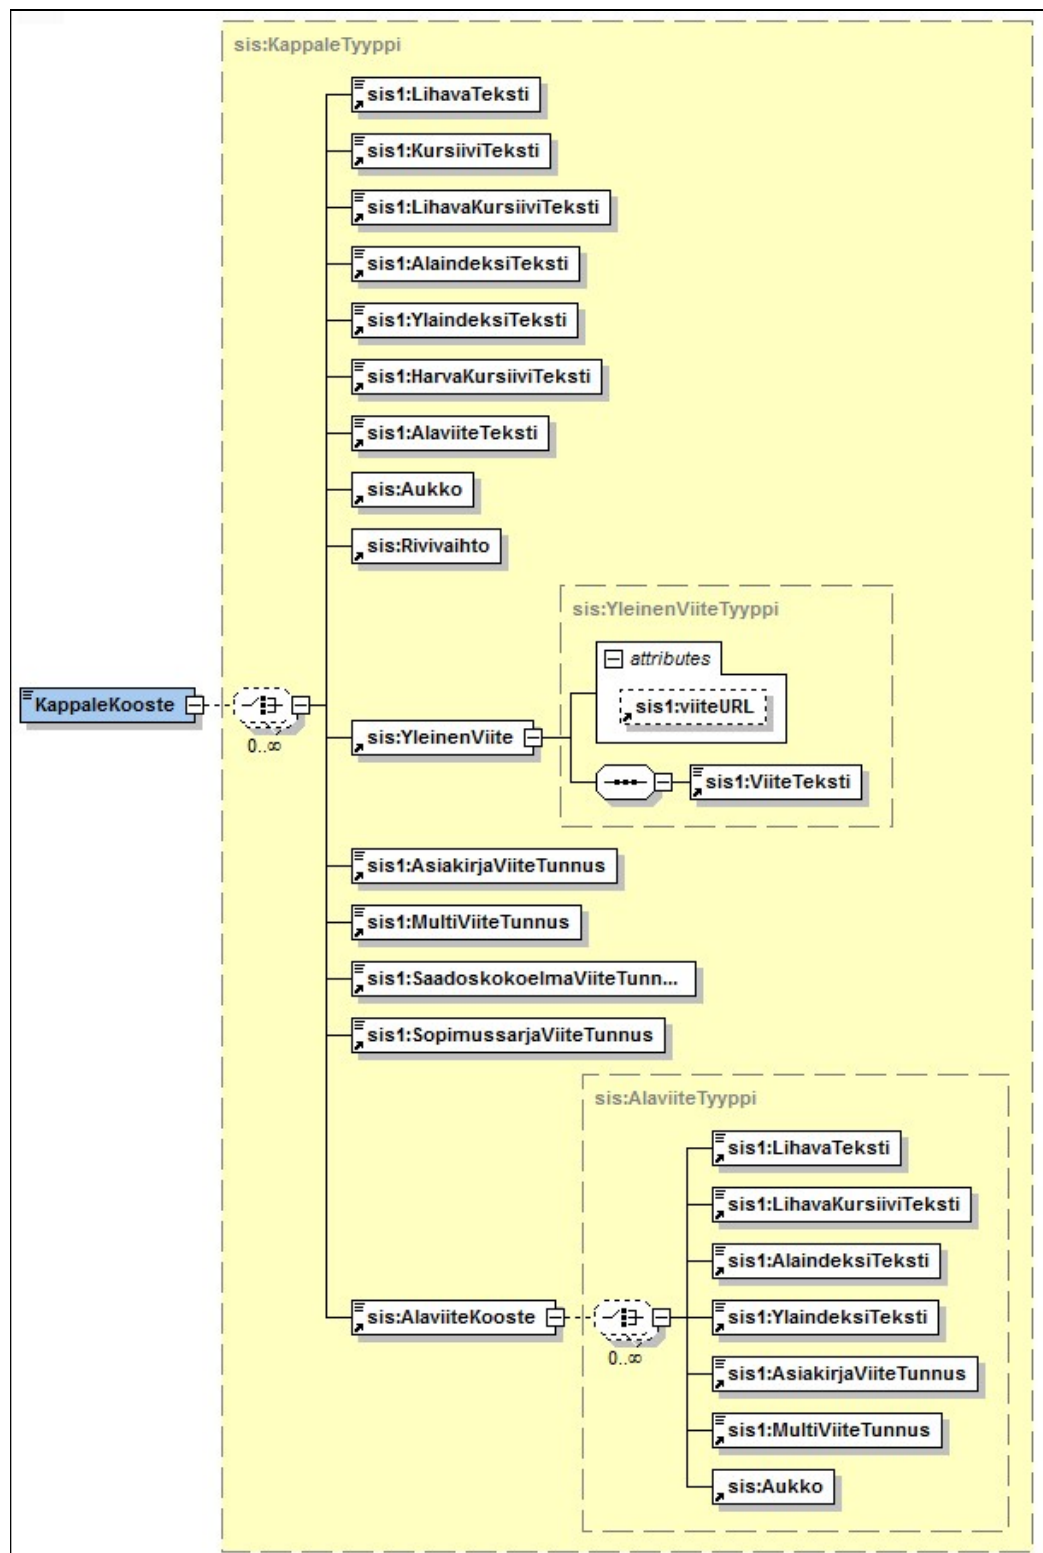 sis:KappaleTyyppi
sis1:LihavaTeksti
sis1:KursiiviTeksti
sis1:LihavaKursiiviTeksti
sis1:AlaindeksiTeksti
sis1:YlaindeksiTeksti
sis1:HarvaKursiiviTeksti
sis1:AlaviiteTeksti
sis:Aukko
sis:Rivivaihto
sis:YleinenViiteTyyppi
attributes
sis1:viiteURL
KappaleKooste
0..∞
sis:YleinenViite
sis1:ViiteTeksti
sis1:AsiakirjaViiteTunnus
sis1:MultiViiteTunnus
sis1:SaadoskokoelmaViiteTunn...
sis1:SopimussarjaViiteTunnus
sis:AlaviiteTyyppi
sis1:LihavaTeksti
sis1:LihavaKursiiviTeksti
sis1:AlaindeksiTeksti
sis:AlaviiteKooste
0..∞
sis1:YlaindeksiTeksti
sis1:AsiakirjaViiteTunnus
sis1:MultiViiteTunnus
sis:Aukko